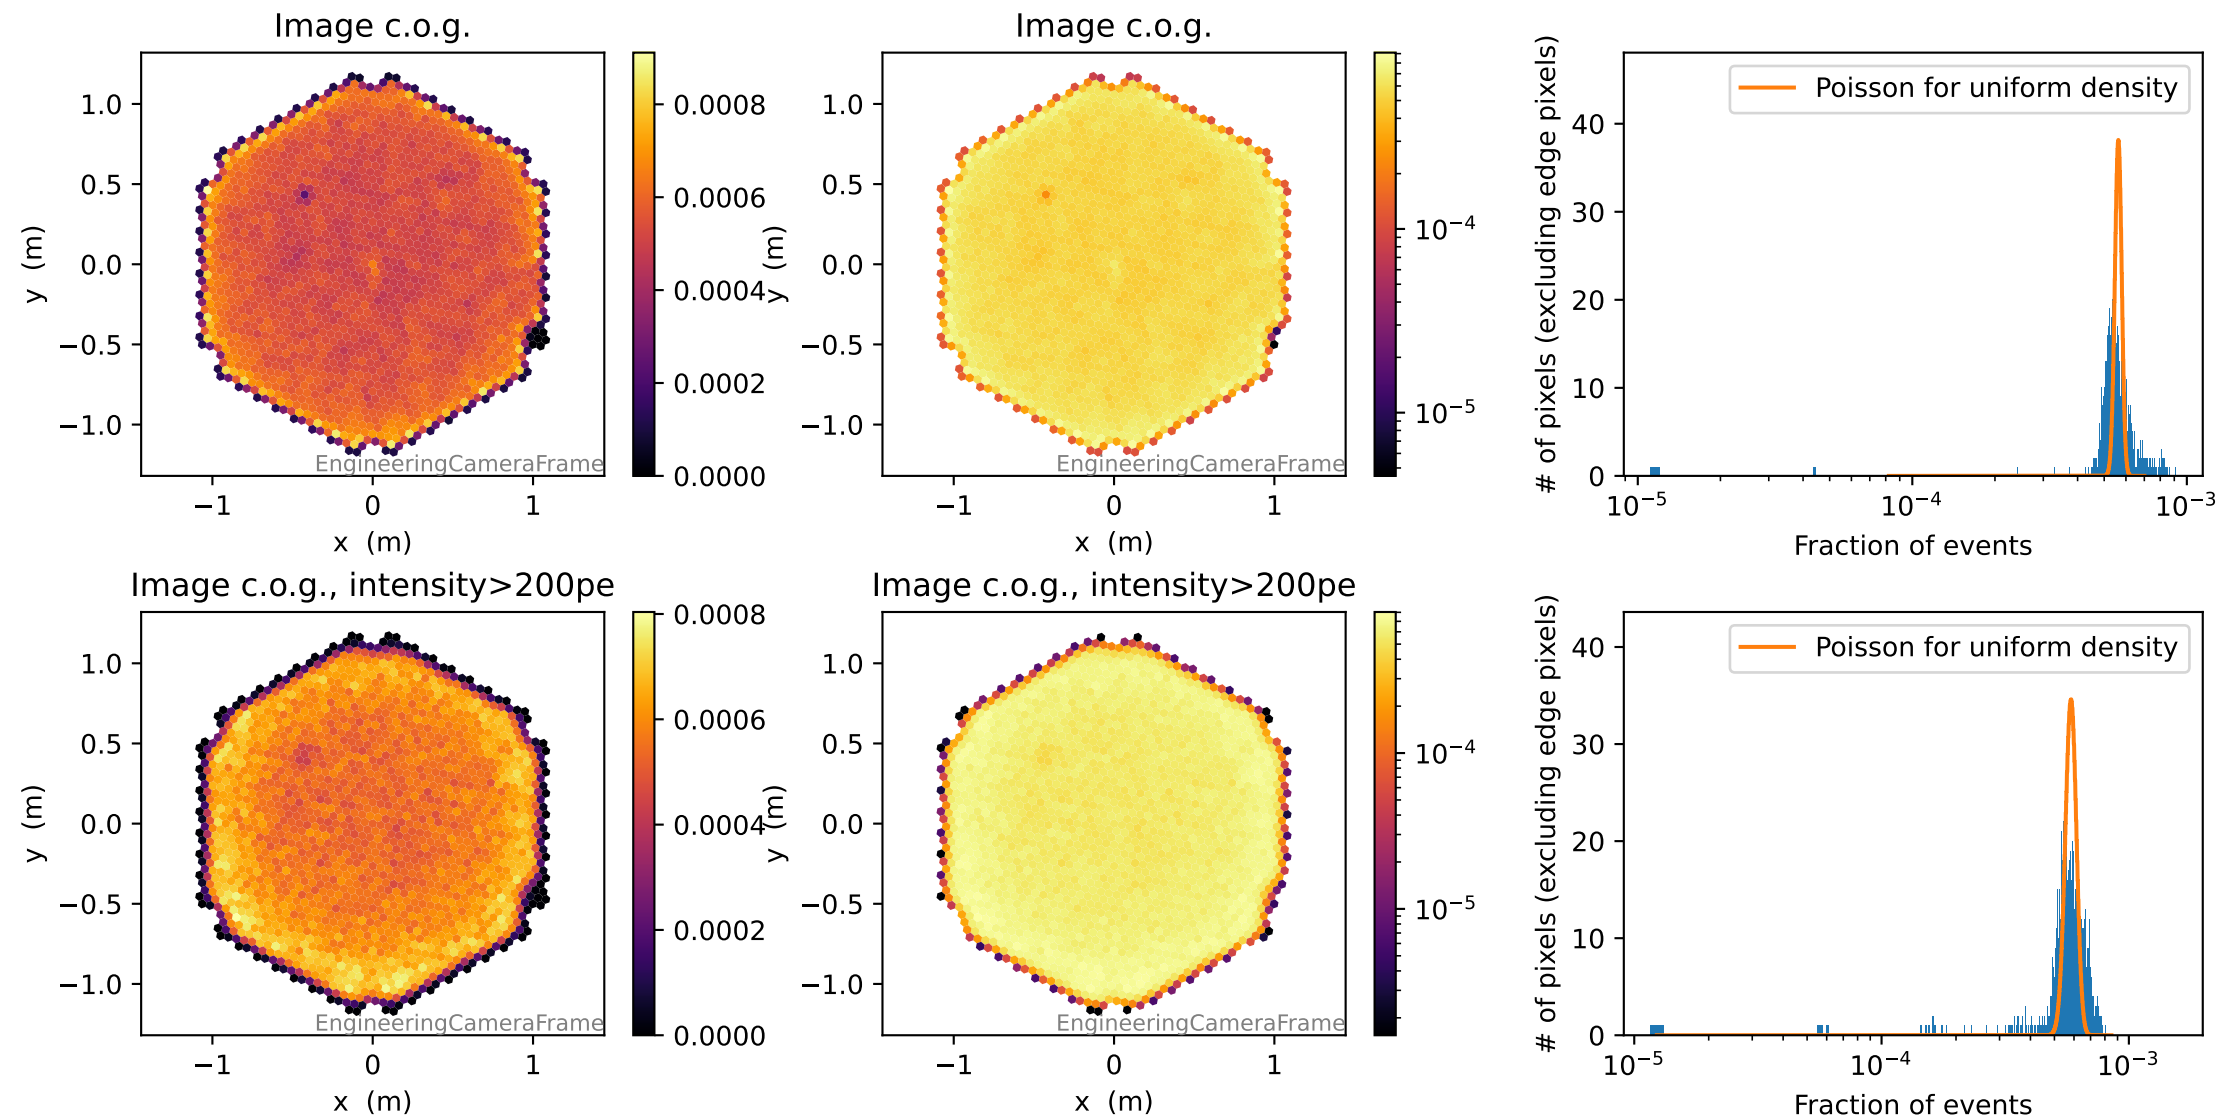 Image c.o.g.
1.0
0.5
0.0
−0.5
−1.0
y (m)
−1
0
1
x (m)
EngineeringCameraFrame
0.0008
0.0006
0.0004
0.0002
0.0000
Image c.o.g.
1.0
0.5
0.0
−0.5
−1.0
y (m)
−1
0
1
x (m)
EngineeringCameraFrame
10−4
10−5
Poisson for uniform density
# of pixels (excluding edge pixels)
40
30
20
10
0
10−5
10−4
10−3
Fraction of events
Image c.o.g., intensity>200pe
1.0
0.5
0.0
−0.5
−1.0
y (m)
−1
0
1
x (m)
EngineeringCameraFrame
0.0008
0.0006
0.0004
0.0002
0.0000
Image c.o.g., intensity>200pe
1.0
0.5
0.0
−0.5
−1.0
y (m)
−1
0
1
x (m)
EngineeringCameraFrame
10−4
10−5
Poisson for uniform density
# of pixels (excluding edge pixels)
40
30
20
10
0
10−5
10−4
10−3
Fraction of events